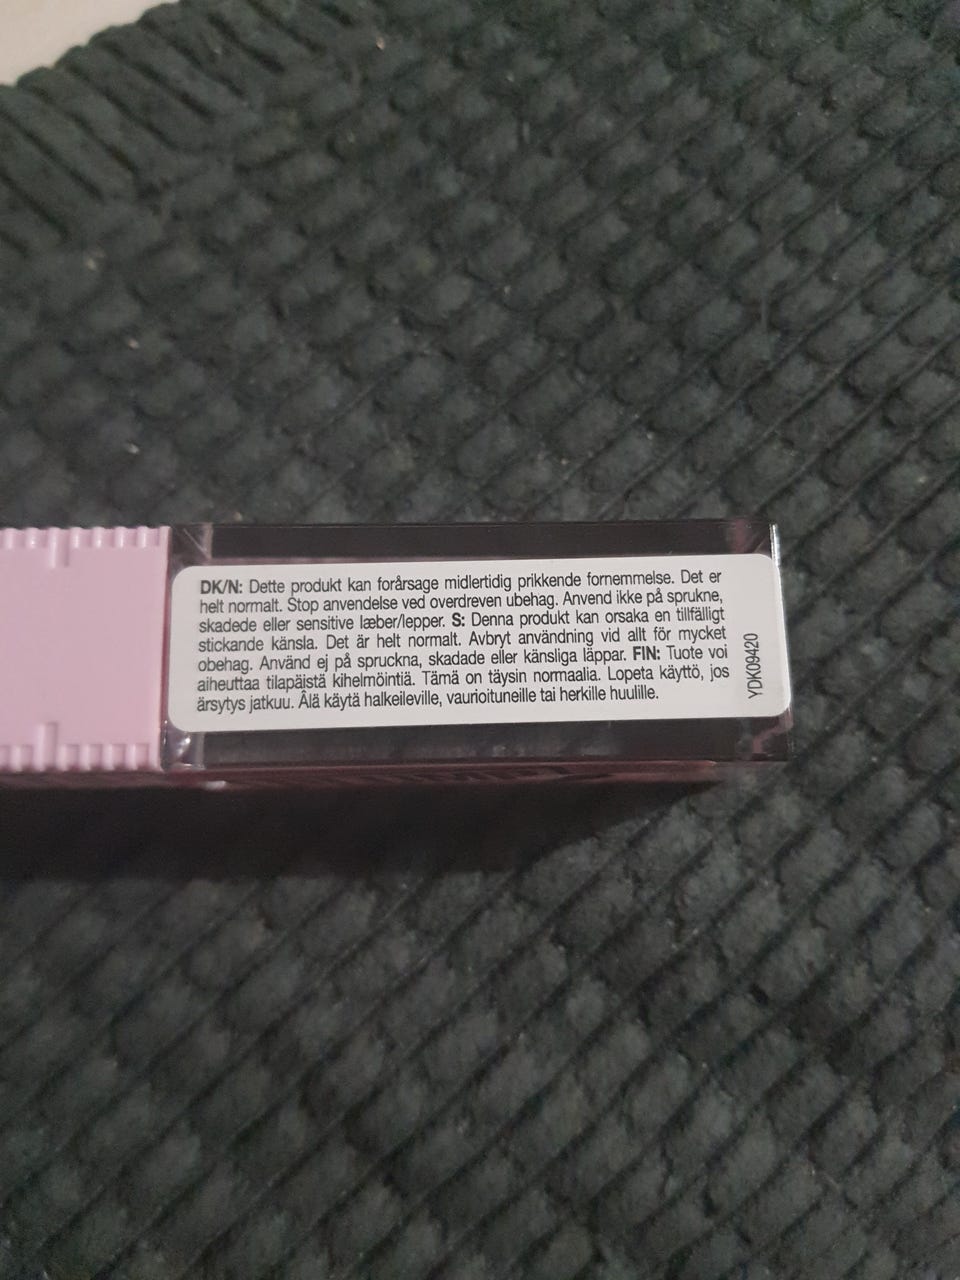 DK/N: Dette produkt kan forårsage midlertidig prikkende fornemmelse. Det er
helt normalt. Stop anvendelse ved overdreven ubehag. Anvend ikke på sprukne,
skadede eller sensitive læber/lepper. S: Denna produkt kan orsaka en tillfälligt
stickande känsla. Det är helt normalt. Avbryt användning vid allt för mycket
obehag. Använd ej på spruckna, skadade eller känsliga läppar. FIN: Tuote voi
aiheuttaa tilapäistä kihelmöintiä. Tämä on täysin normaalia. Lopeta käyttö, jos
ärsytys jatkuu. Älä käytä halkeileville, vaurioituneille tai herkille huulille.
YDK09420